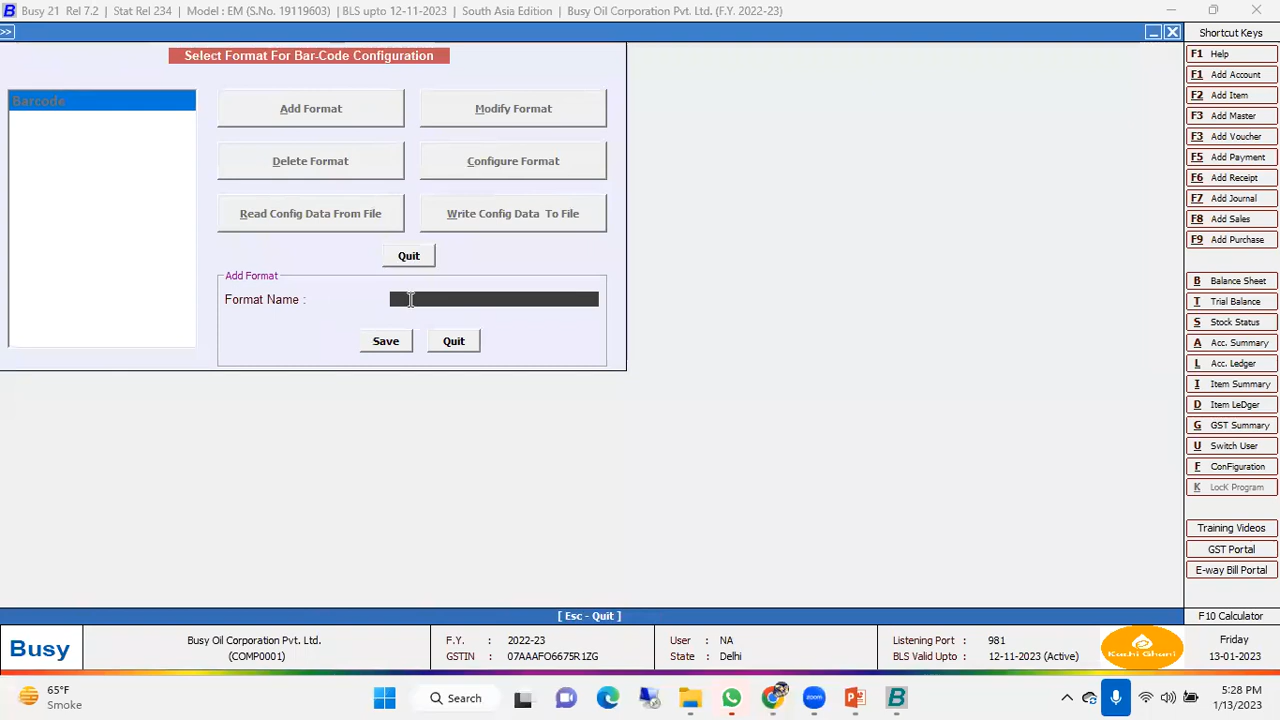 Busy 21 Rel 7.2 | Stat Rel 234 | Model : EM (S.No. 19119603) | BLS upto 12-11-2023 | South Asia Edition | Busy Oil Corporation Pvt. Ltd. (F.Y. 2022-23)
>>
Select Format For Bar-Code Configuration
Barcode
Add Format
Modify Format
Delete Format
Configure Format
Read Config Data From File
Write Config Data To File
Quit
Add Format
Format Name :
Save
Quit
Shortcut Keys
F1 Help
F1 Add Account
F2 Add Item
F3 Add Master
F3 Add Voucher
F5 Add Payment
F6 Add Receipt
F7 Add Journal
F8 Add Sales
F9 Add Purchase
B Balance Sheet
T Trial Balance
S Stock Status
A Acc. Summary
L Acc. Ledger
I Item Summary
D Item LeDger
G GST Summary
U Switch User
F ConFiguration
K LocK Program
Training Videos
GST Portal
E-way Bill Portal
[ Esc - Quit ]
F10 Calculator
Busy
Busy Oil Corporation Pvt. Ltd.
(COMP0001)
F.Y. : 2022-23
GSTIN : 07AAAFO6675R1ZG
User : NA
State : Delhi
Listening Port : 981
BLS Valid Upto : 12-11-2023 (Active)
Kachi Ghani
Friday
13-01-2023
65°F
Smoke
Search
zoom
5:28 PM
1/13/2023